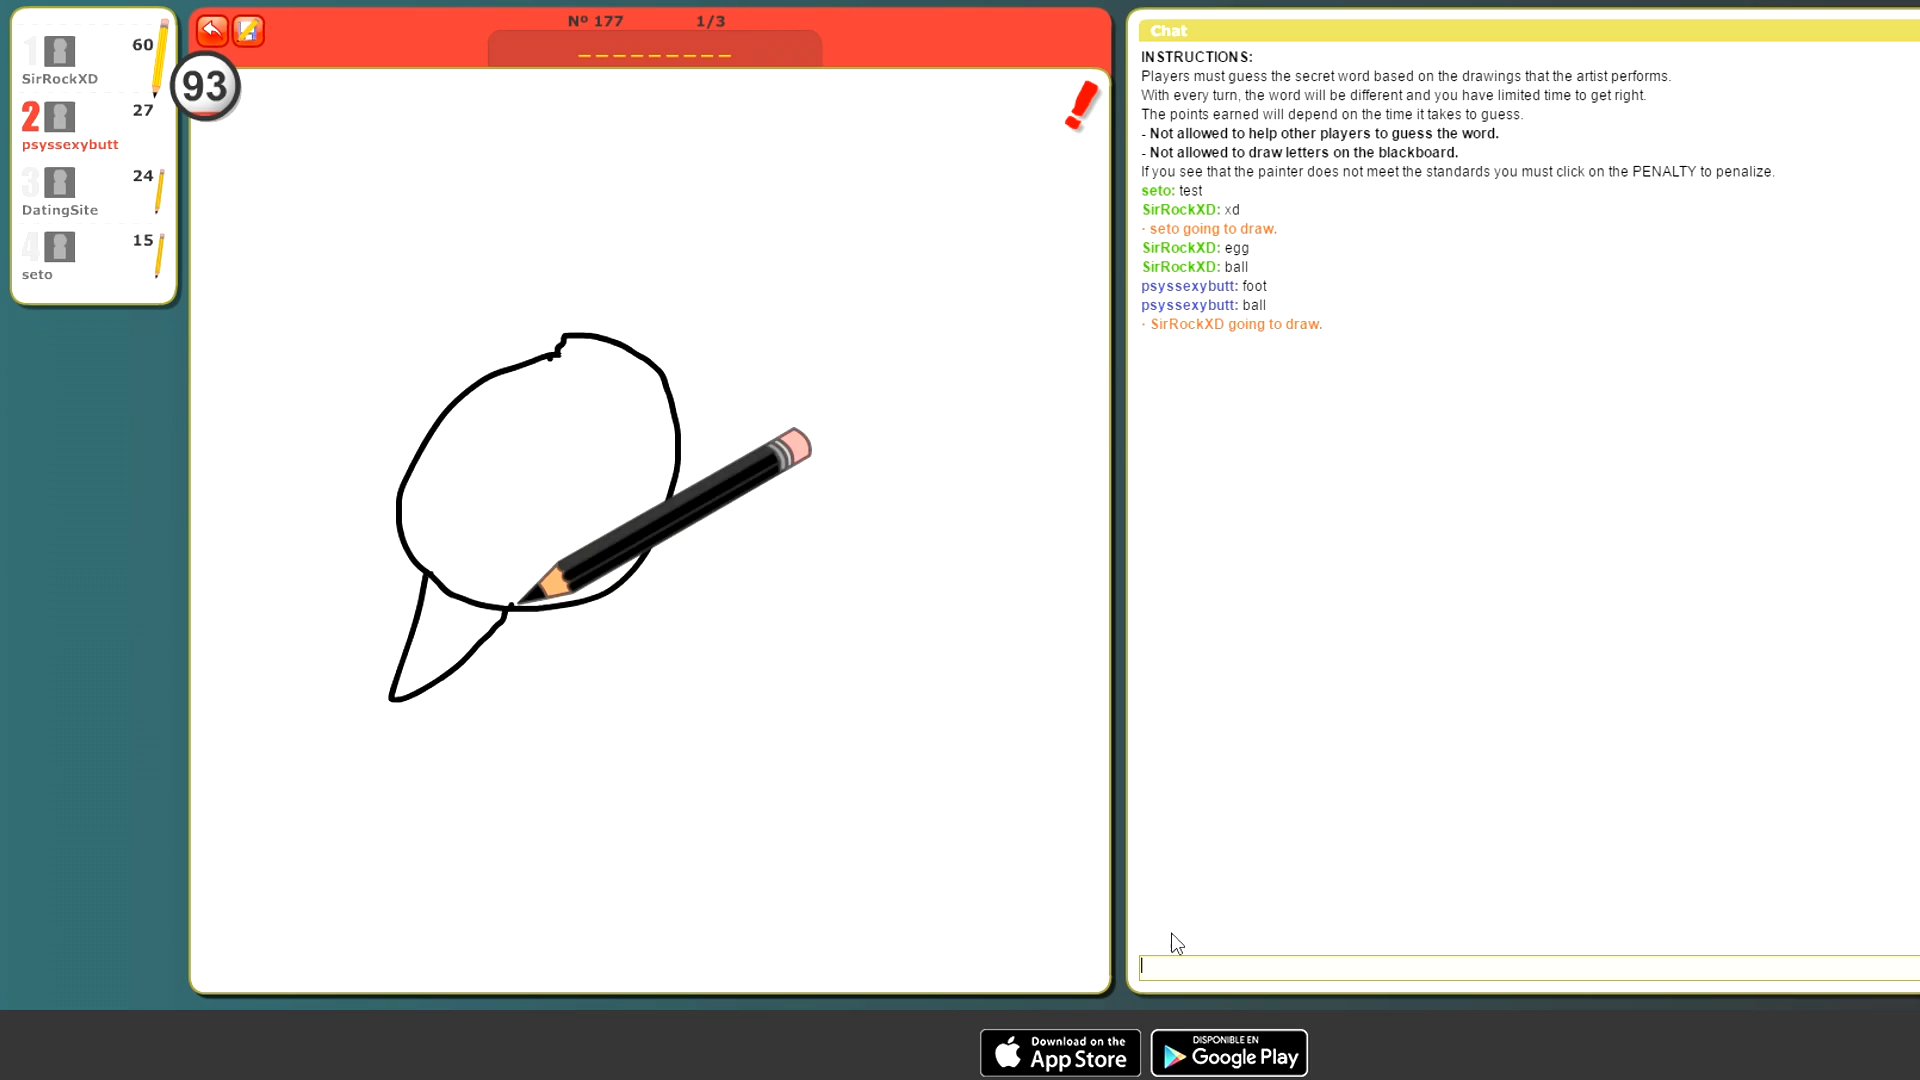 1
60
SirRockXD
2
27
psyssexybutt
3
24
DatingSite
4
15
seto
93
Nº 177
1/3
_ _ _ _ _ _ _ _ _
Chat
INSTRUCTIONS:
Players must guess the secret word based on the drawings that the artist performs.
With every turn, the word will be different and you have limited time to get right.
The points earned will depend on the time it takes to guess.
- Not allowed to help other players to guess the word.
- Not allowed to draw letters on the blackboard.
If you see that the painter does not meet the standards you must click on the PENALTY to penalize.
seto: test
SirRockXD: xd
· seto going to draw.
SirRockXD: egg
SirRockXD: ball
psyssexybutt: foot
psyssexybutt: ball
· SirRockXD going to draw.
Download on the
App Store
DISPONIBLE EN
Google Play